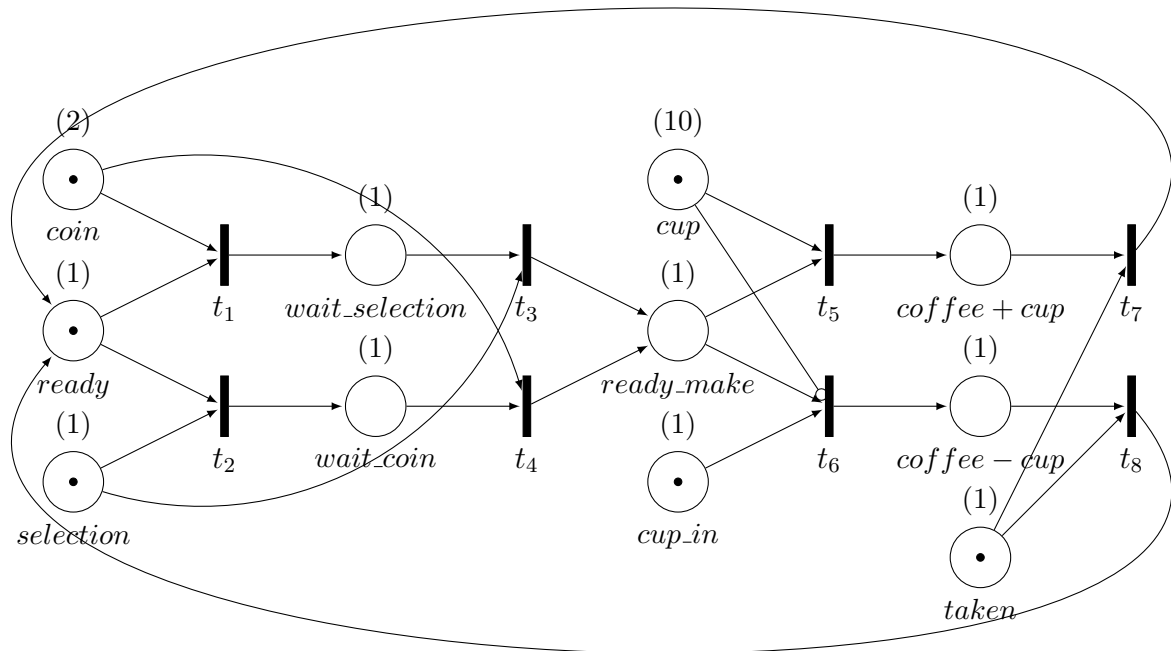 (2)
(10)
coin
(1)
cup
(1)
(1)
t₁
wait_selection
t₃
(1)
t₅
coffee + cup
t₇
ready
(1)
ready_make
(1)
(1)
t₂
wait_coin
t₄
(1)
t₆
coffee − cup
t₈
selection
cup_in
(1)
taken